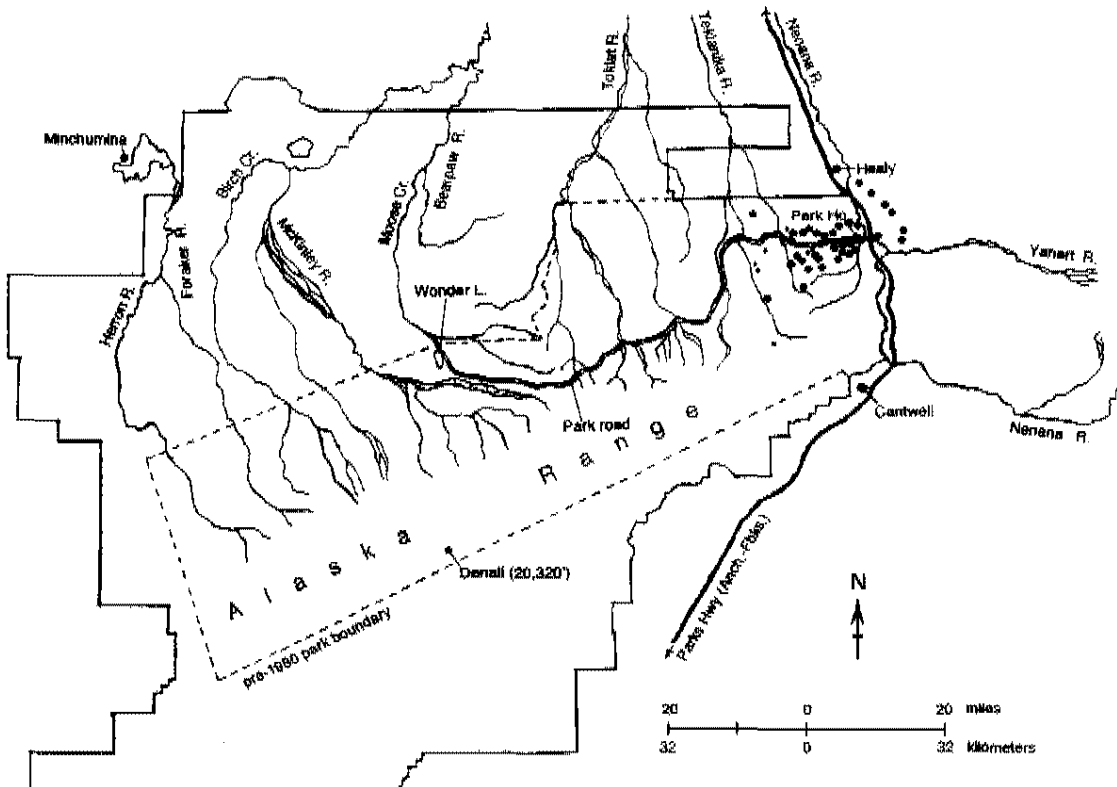 Toklat R.
Teklanika R.
Nenana R.
Minchumina
Birch Cr.
Moose Cr.
Bearpaw R.
Healy
Park Hq.
McKinley R.
Foraker R.
Herron R.
Yanert R.
Wonder L.
Park road
Cantwell
Nenana R.
Alaska Range
Denali (20,320')
pre-1980 park boundary
Parks Hwy (Anch.-Fbks.)
N
20 0 20 miles
32 0 32 kilometers